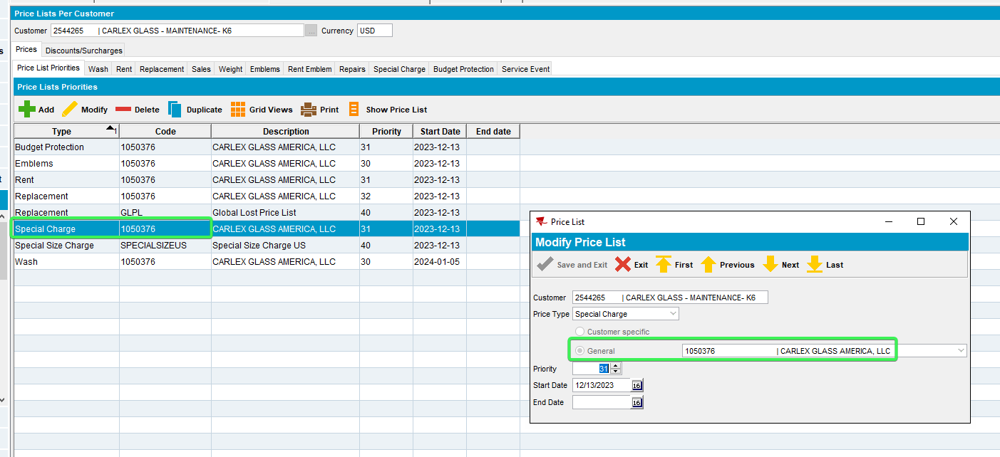 Price Lists Per Customer
Customer 2544265 | CARLEX GLASS - MAINTENANCE- K6 ... Currency USD
s
Prices Discounts/Surcharges
Price List Priorities Wash Rent Replacement Sales Weight Emblems Rent Emblem Repairs Special Charge Budget Protection Service Event
Price Lists Priorities
Add Modify Delete Duplicate Grid Views Print Show Price List
Type 1 Code Description Priority Start Date End date
Budget Protection 1050376 CARLEX GLASS AMERICA, LLC 31 2023-12-13
Emblems 1050376 CARLEX GLASS AMERICA, LLC 30 2023-12-13
t
Rent 1050376 CARLEX GLASS AMERICA, LLC 31 2023-12-13
Replacement 1050376 CARLEX GLASS AMERICA, LLC 32 2023-12-13
Replacement GLPL Global Lost Price List 40 2023-12-13
Special Charge 1050376 CARLEX GLASS AMERICA, LLC 31 2023-12-13
Special Size Charge SPECIALSIZEUS Special Size Charge US 40 2023-12-13
Wash 1050376 CARLEX GLASS AMERICA, LLC 30 2024-01-05
Price List
Modify Price List
Save and Exit Exit First Previous Next Last
Customer 2544265 | CARLEX GLASS - MAINTENANCE- K6
Price Type Special Charge
Customer specific
General 1050376 | CARLEX GLASS AMERICA, LLC
Priority 31
Start Date 12/13/2023 16
End Date 16